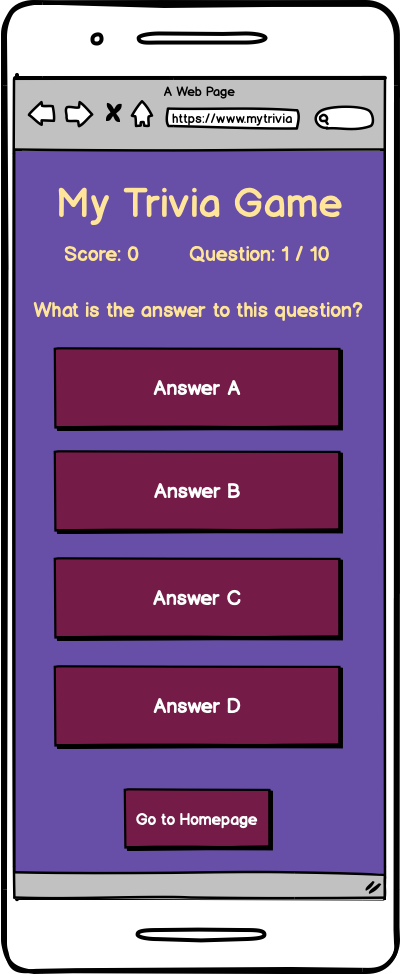 A Web Page
https://www.mytrivia
My Trivia Game
Score: 0 Question: 1 / 10
What is the answer to this question?
Answer A
Answer B
Answer C
Answer D
Go to Homepage